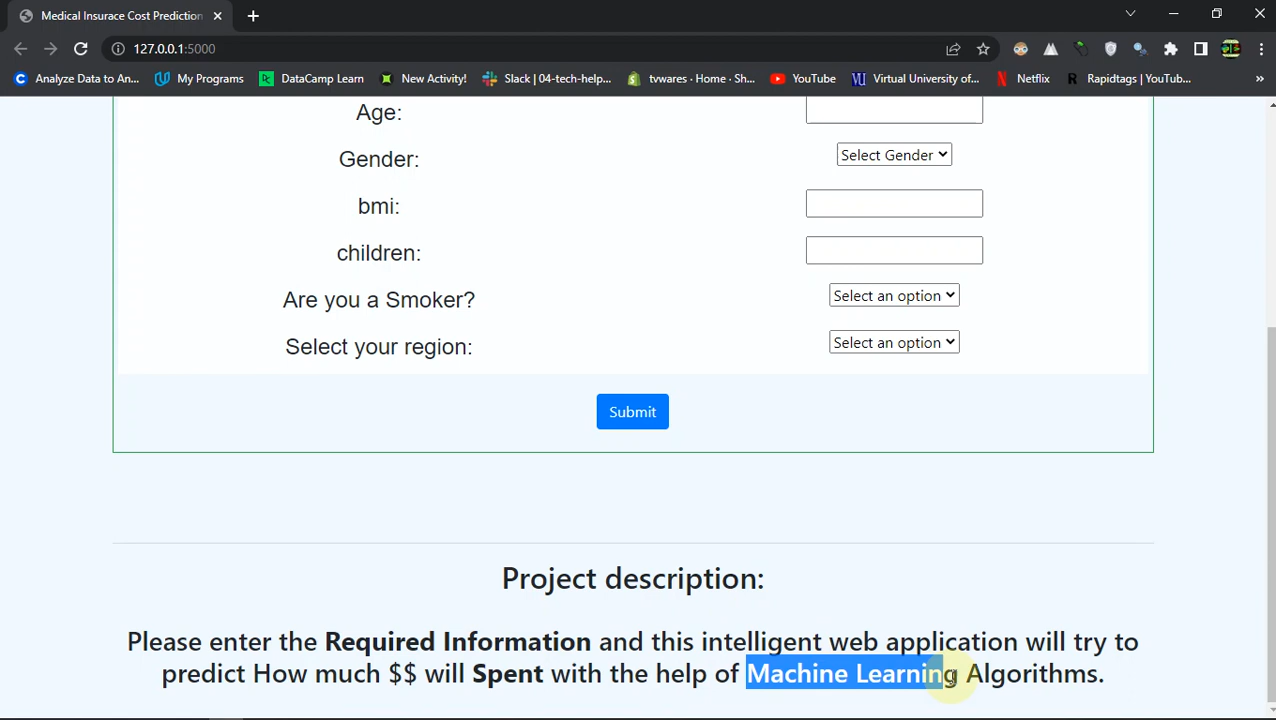 Medical Insurace Cost Prediction
127.0.0.1:5000
Analyze Data to An... My Programs DataCamp Learn New Activity! Slack | 04-tech-help... tvwares · Home · Sh... YouTube Virtual University of... Netflix Rapidtags | YouTub... »
Age:
Gender: Select Gender
bmi:
children:
Are you a Smoker? Select an option
Select your region: Select an option
Submit
Project description:
Please enter the Required Information and this intelligent web application will try to
predict How much $$ will Spent with the help of Machine Learning Algorithms.